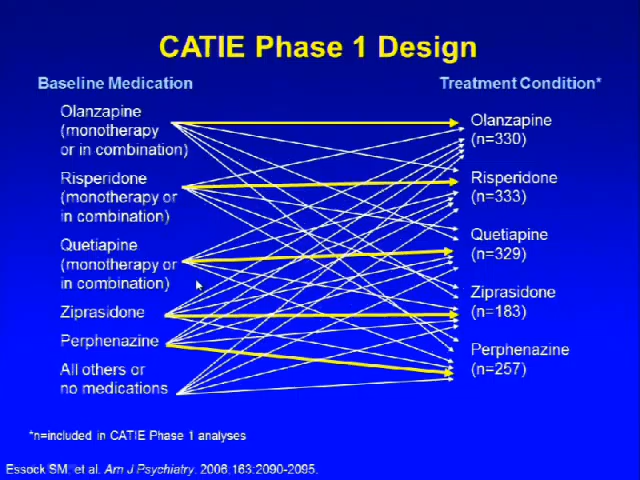 CATIE Phase 1 Design
Baseline Medication
Treatment Condition*
Olanzapine
(monotherapy
or in combination)
Risperidone
(monotherapy or
in combination)
Quetiapine
(monotherapy or
in combination)
Ziprasidone
Perphenazine
All others or
no medications
Olanzapine
(n=330)
Risperidone
(n=333)
Quetiapine
(n=329)
Ziprasidone
(n=183)
Perphenazine
(n=257)
*n=included in CATIE Phase 1 analyses
Essock SM, et al. Am J Psychiatry. 2006;163:2090-2095.